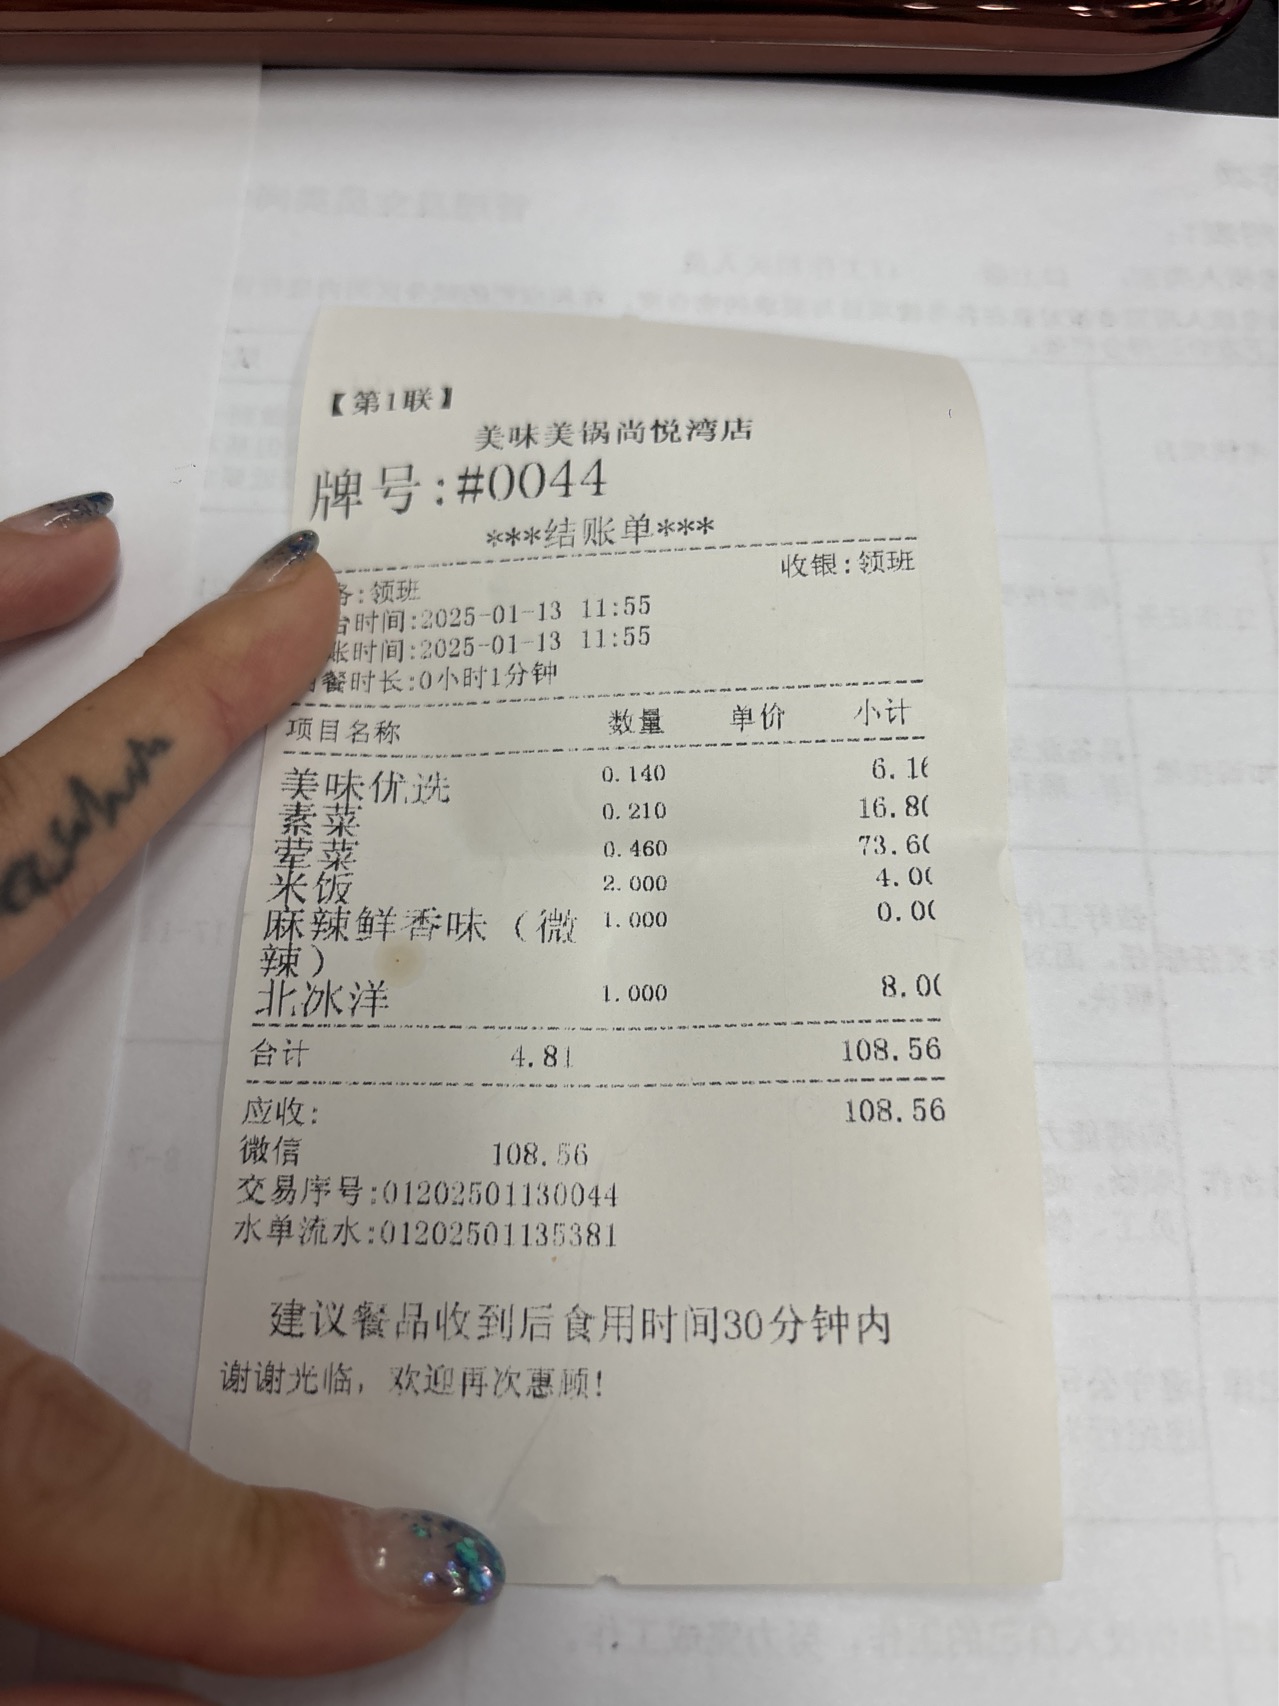 【第1联】
美味美锅尚悦湾店
牌号:#0044
***结账单***
收银:领班
务:领班
台时间:2025-01-13 11:55
账时间:2025-01-13 11:55
餐时长:0小时1分钟
项目名称 数量 单价 小计
美味优选 0.140 6.16
素菜 0.210 16.80
荤菜 0.460 73.60
米饭 2.000 4.00
麻辣鲜香味（微 1.000 0.00
辣）
北冰洋 1.000 8.00
合计 4.81 108.56
应收: 108.56
微信 108.56
交易序号:01202501130044
水单流水:01202501135381
建议餐品收到后食用时间30分钟内
谢谢光临，欢迎再次惠顾!